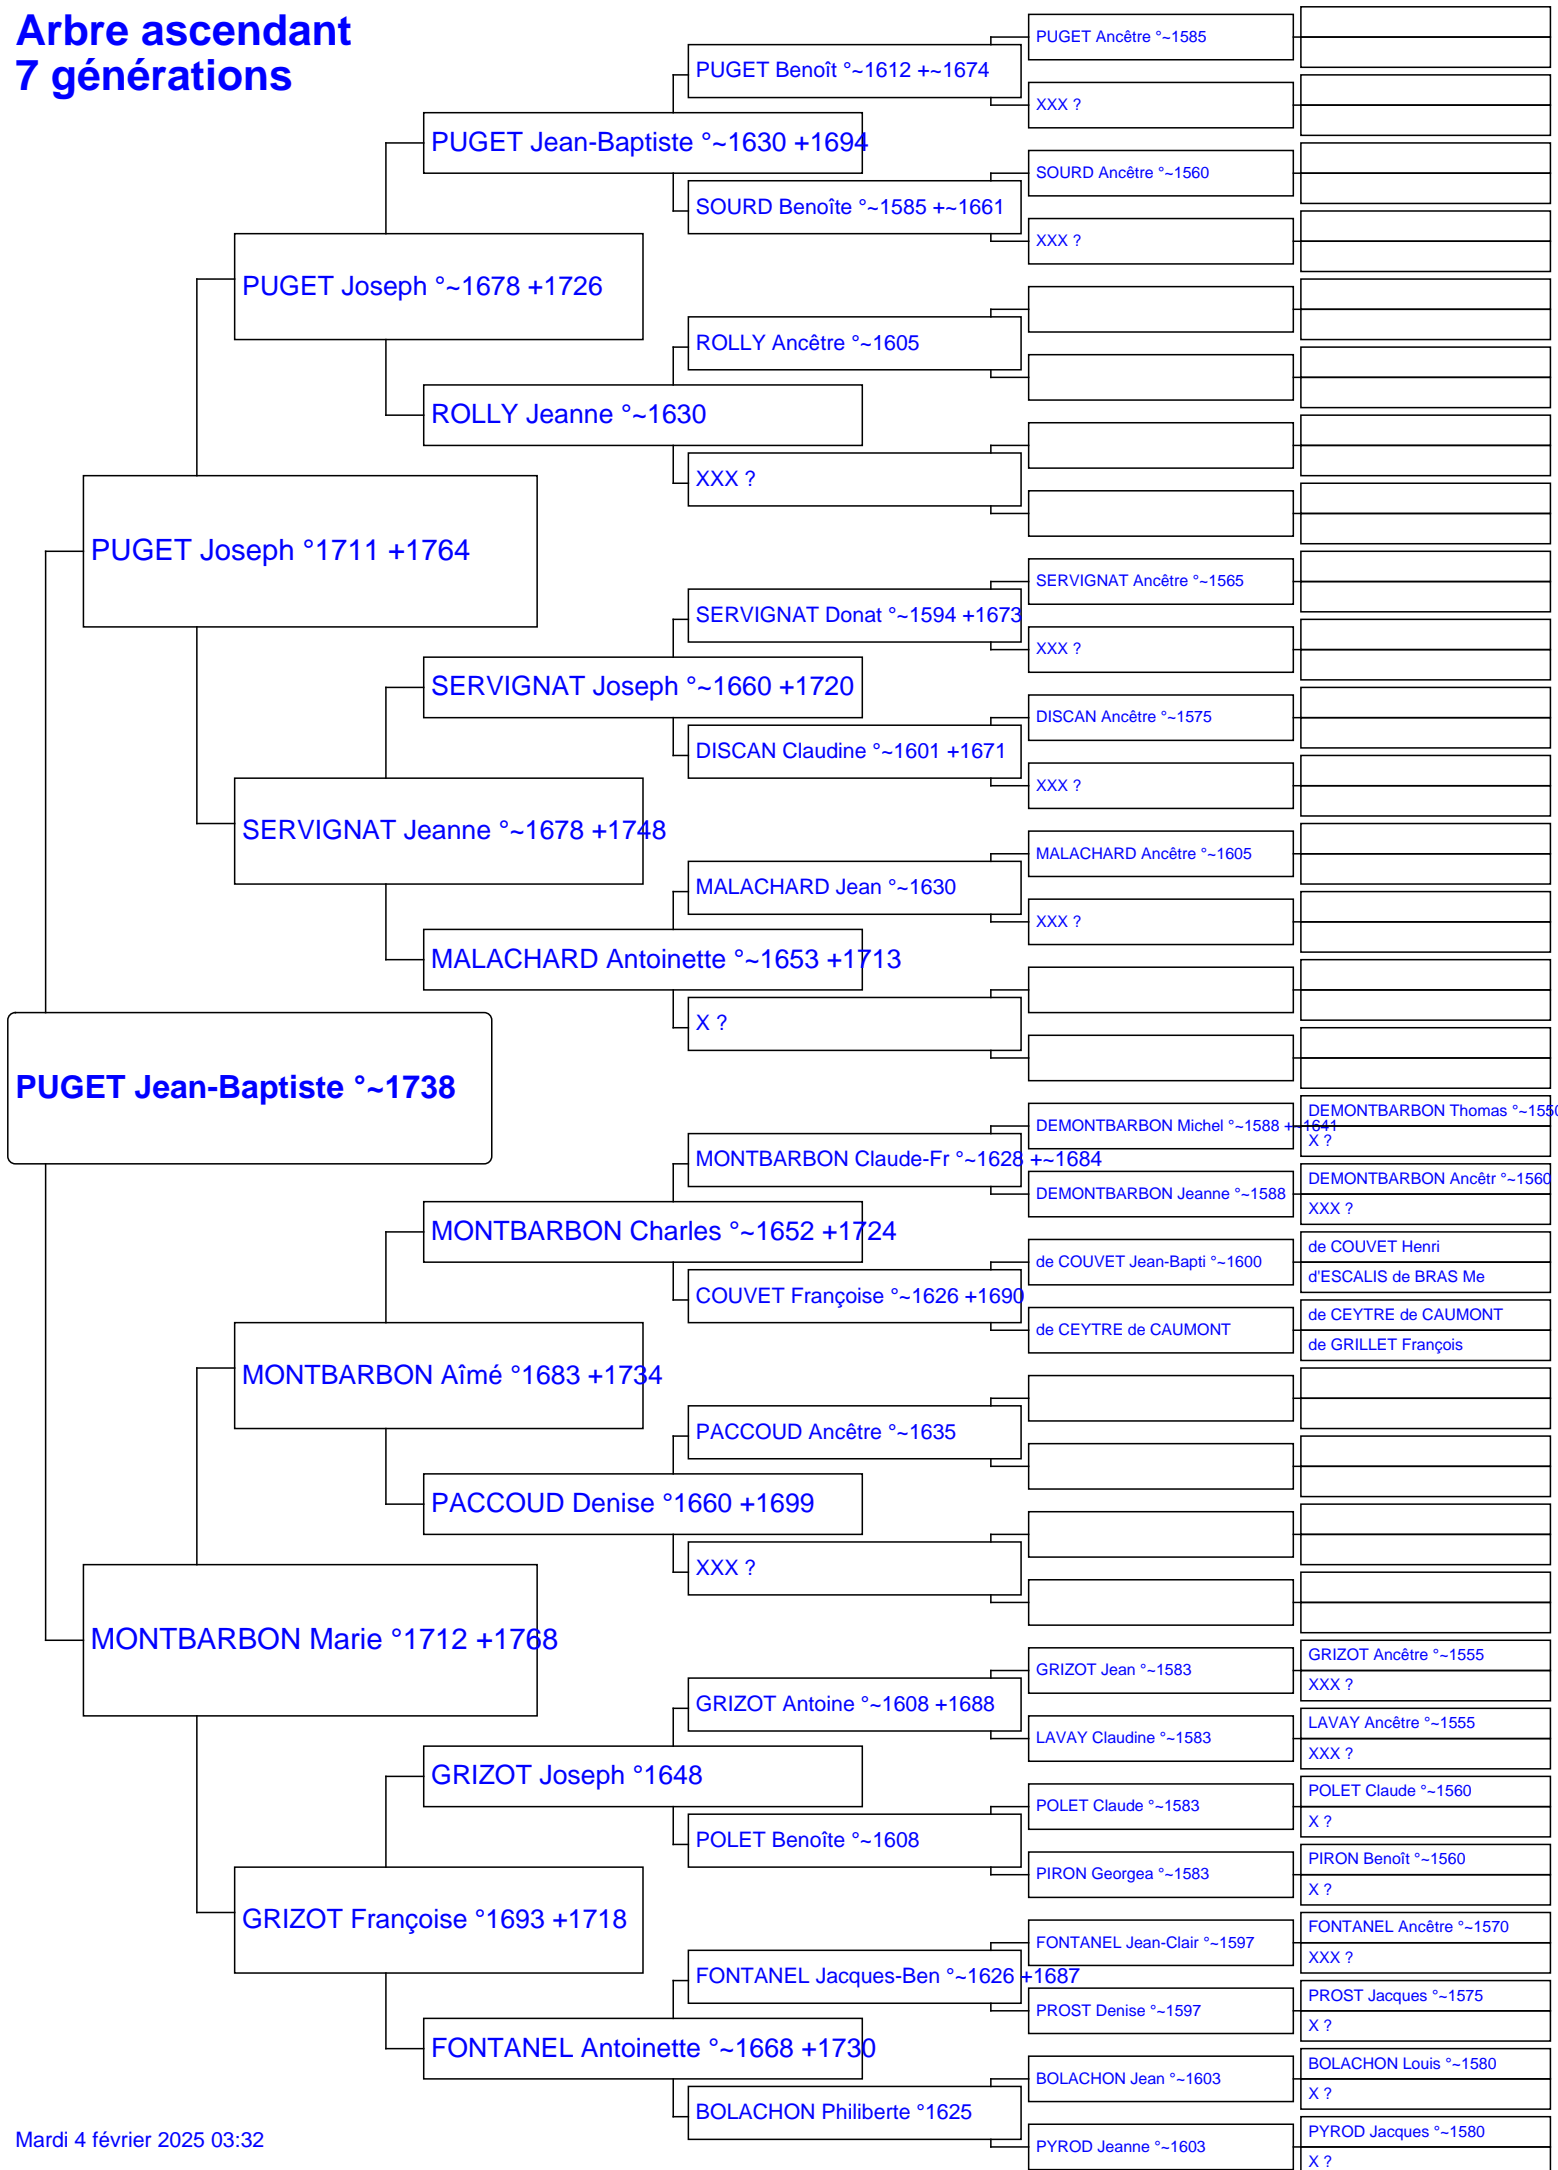 Arbre ascendant
7 générations
PUGET Jean-Baptiste °~1738
PUGET Joseph °1711 +1764
MONTBARBON Marie °1712 +1768
PUGET Joseph °~1678 +1726
SERVIGNAT Jeanne °~1678 +1748
MONTBARBON Aîmé °1683 +1734
GRIZOT Françoise °1693 +1718
PUGET Jean-Baptiste °~1630 +1694
ROLLY Jeanne °~1630
SERVIGNAT Joseph °~1660 +1720
MALACHARD Antoinette °~1653 +1713
MONTBARBON Charles °~1652 +1724
PACCOUD Denise °1660 +1699
GRIZOT Joseph °1648
FONTANEL Antoinette °~1668 +1730
PUGET Benoît °~1612 +~1674
SOURD Benoîte °~1585 +~1661
ROLLY Ancêtre °~1605
XXX ?
SERVIGNAT Donat °~1594 +1673
DISCAN Claudine °~1601 +1671
MALACHARD Jean °~1630
X ?
MONTBARBON Claude-Fr °~1628 +~1684
COUVET Françoise °~1626 +1690
PACCOUD Ancêtre °~1635
XXX ?
GRIZOT Antoine °~1608 +1688
POLET Benoîte °~1608
FONTANEL Jacques-Ben °~1626 +1687
BOLACHON Philiberte °1625
PUGET Ancêtre °~1585
XXX ?
SOURD Ancêtre °~1560
XXX ?
SERVIGNAT Ancêtre °~1565
XXX ?
DISCAN Ancêtre °~1575
XXX ?
MALACHARD Ancêtre °~1605
XXX ?
DEMONTBARBON Michel °~1588 +~1641
DEMONTBARBON Jeanne °~1588
de COUVET Jean-Bapti °~1600
de CEYTRE de CAUMONT
GRIZOT Jean °~1583
LAVAY Claudine °~1583
POLET Claude °~1583
PIRON Georgea °~1583
FONTANEL Jean-Clair °~1597
PROST Denise °~1597
BOLACHON Jean °~1603
PYROD Jeanne °~1603
DEMONTBARBON Thomas °~1550
X ?
DEMONTBARBON Ancêtr °~1560
XXX ?
de COUVET Henri
d'ESCALIS de BRAS Me
de CEYTRE de CAUMONT
de GRILLET François
GRIZOT Ancêtre °~1555
XXX ?
LAVAY Ancêtre °~1555
XXX ?
POLET Claude °~1560
X ?
PIRON Benoît °~1560
X ?
FONTANEL Ancêtre °~1570
XXX ?
PROST Jacques °~1575
X ?
BOLACHON Louis °~1580
X ?
PYROD Jacques °~1580
X ?
Mardi 4 février 2025 03:32